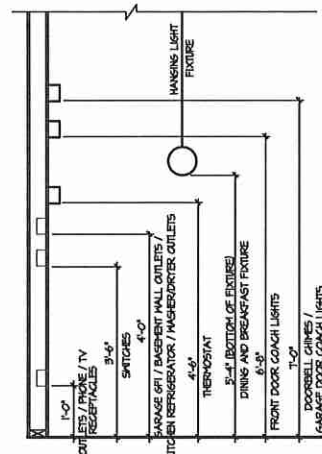 HANGING LIGHT
FIXTURE
1'-0"
OUTLETS / PHONE / TV
RECEPTACLES
3'-6"
SWITCHES
4'-0"
GARAGE GFI / BASEMENT WALL OUTLETS /
KITCHEN REFRIGERATOR / WASHER/DRYER OUTLETS
4'-6"
THERMOSTAT
5'-4" (BOTTOM OF FIXTURE)
DINING AND BREAKFAST FIXTURE
6'-8"
FRONT DOOR COACH LIGHTS
7'-0"
DOORBELL CHIMES /
GARAGE DOOR COACH LIGHTS